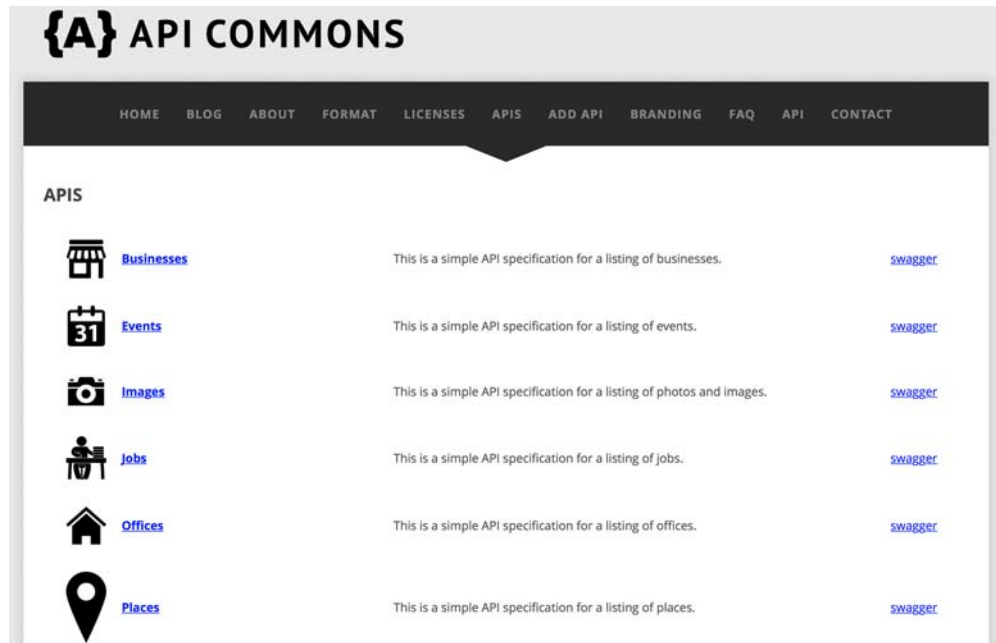 {A} API COMMONS
HOME BLOG ABOUT FORMAT LICENSES APIS ADD API BRANDING FAQ API CONTACT
APIS
Businesses This is a simple API specification for a listing of businesses. swagger
31 Events This is a simple API specification for a listing of events. swagger
Images This is a simple API specification for a listing of photos and images. swagger
Jobs This is a simple API specification for a listing of jobs. swagger
Offices This is a simple API specification for a listing of offices. swagger
Places This is a simple API specification for a listing of places. swagger